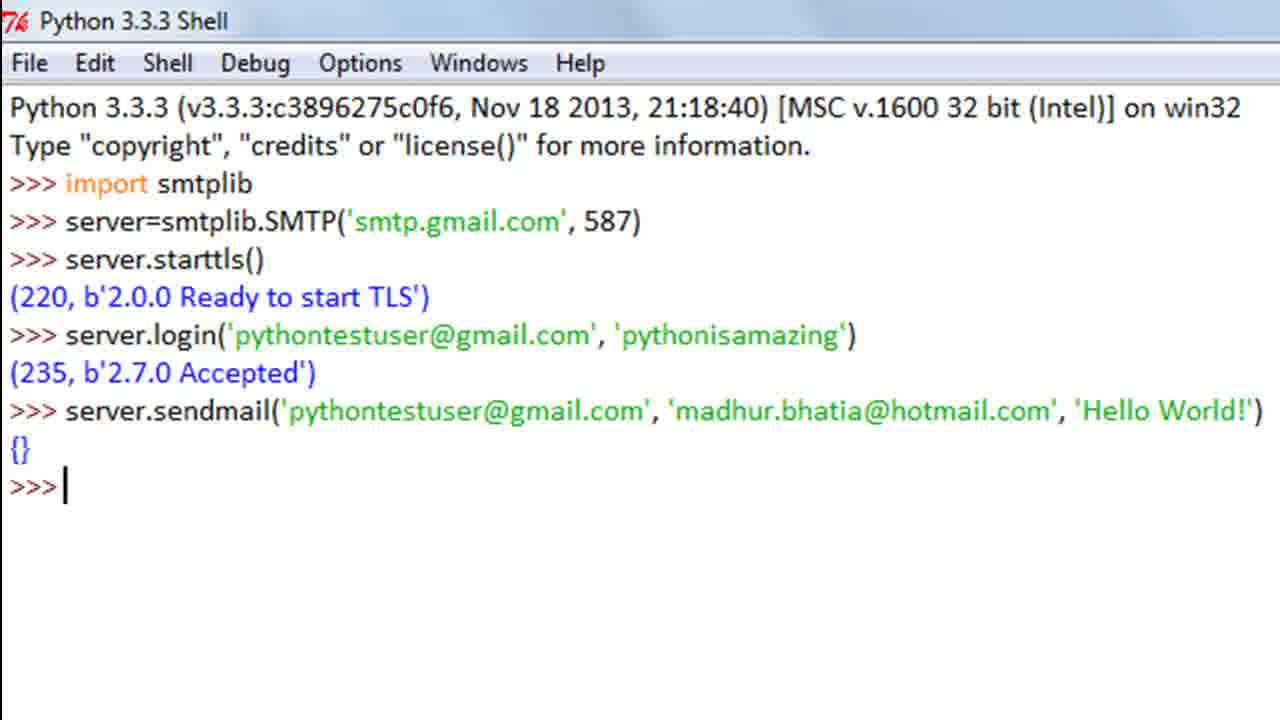 Python 3.3.3 Shell
File Edit Shell Debug Options Windows Help
Python 3.3.3 (v3.3.3:c3896275c0f6, Nov 18 2013, 21:18:40) [MSC v.1600 32 bit (Intel)] on win32
Type "copyright", "credits" or "license()" for more information.
>>> import smtplib
>>> server=smtplib.SMTP('smtp.gmail.com', 587)
>>> server.starttls()
(220, b'2.0.0 Ready to start TLS')
>>> server.login('pythontestuser@gmail.com', 'pythonisamazing')
(235, b'2.7.0 Accepted')
>>> server.sendmail('pythontestuser@gmail.com', 'madhur.bhatia@hotmail.com', 'Hello World!')
{}
>>>